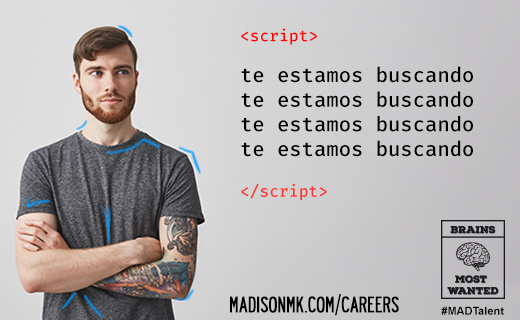 <script>
te estamos buscando
te estamos buscando
te estamos buscando
te estamos buscando
</script>
BRAINS
MOST
WANTED
#MADTalent
MADISONMK.COM/CAREERS